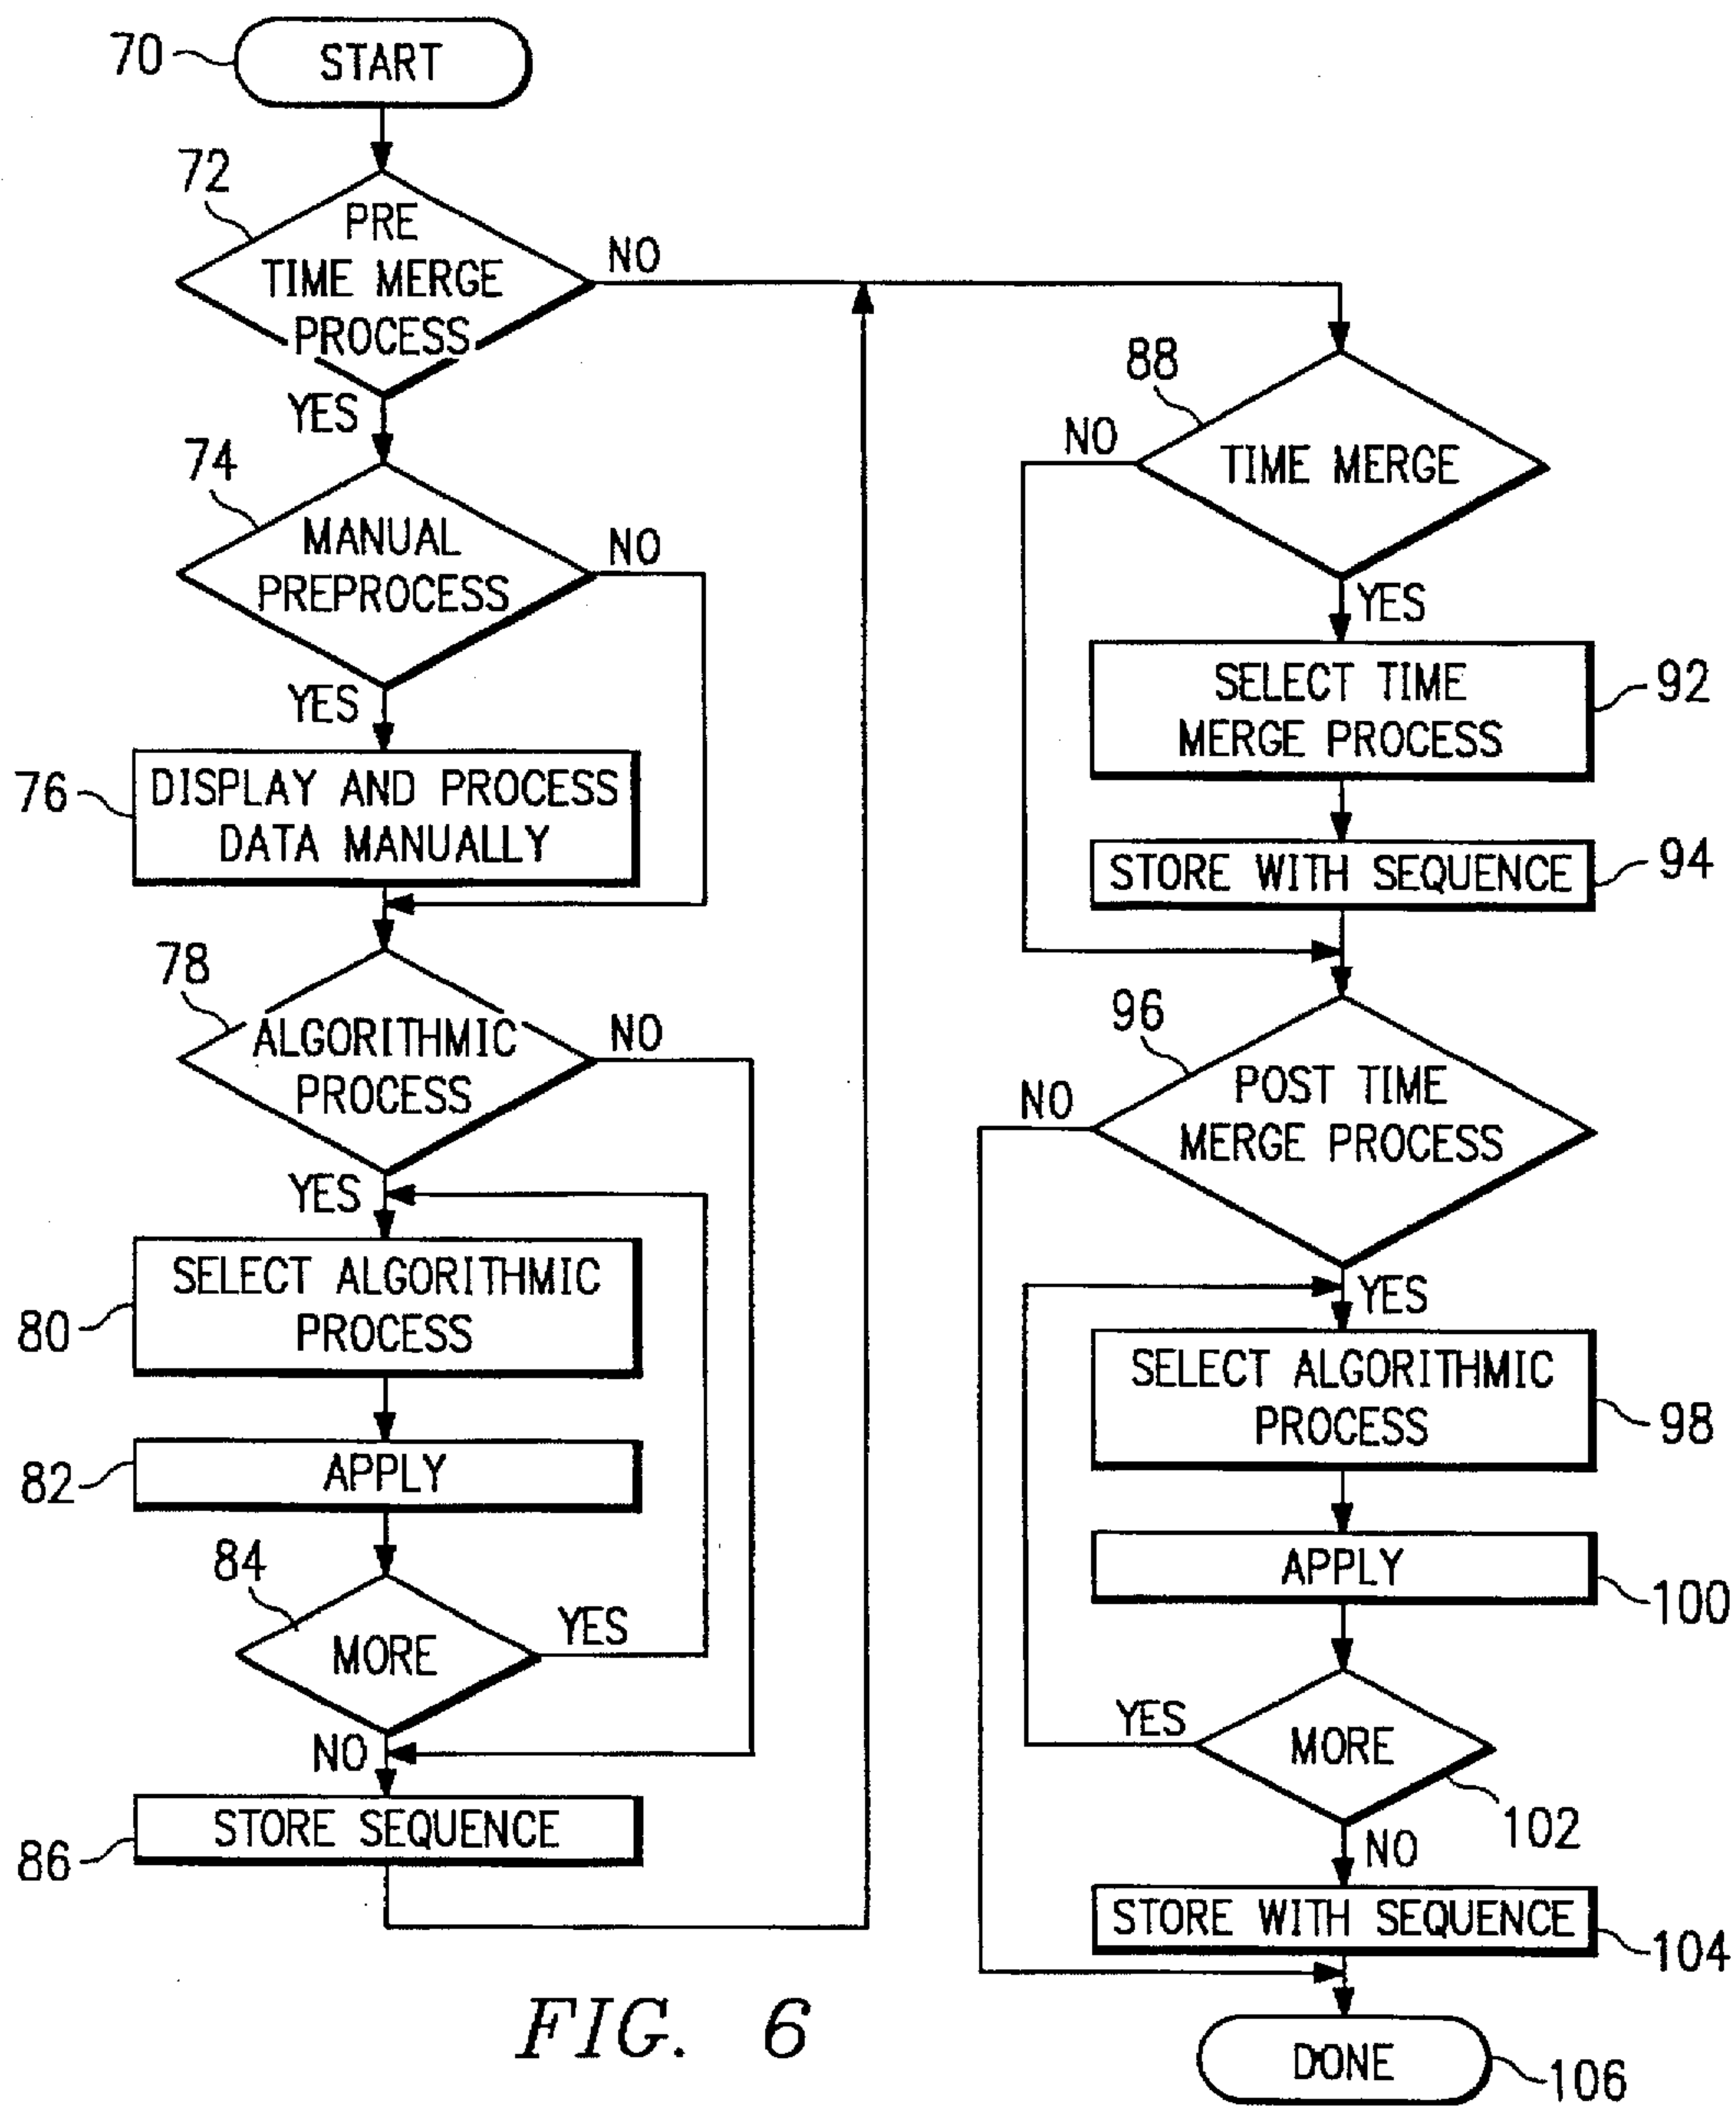 70
START
72
PRE
TIME MERGE
PROCESS
NO
YES
74
MANUAL
PREPROCESS
NO
YES
76
DISPLAY AND PROCESS
DATA MANUALLY
78
ALGORITHMIC
PROCESS
NO
YES
80
SELECT ALGORITHMIC
PROCESS
82
APPLY
84
MORE
YES
NO
86
STORE SEQUENCE
88
NO
TIME MERGE
YES
SELECT TIME
MERGE PROCESS
92
STORE WITH SEQUENCE
94
96
NO
POST TIME
MERGE PROCESS
YES
SELECT ALGORITHMIC
PROCESS
98
APPLY
100
YES
MORE
102
NO
STORE WITH SEQUENCE
104
DONE
106
FIG. 6